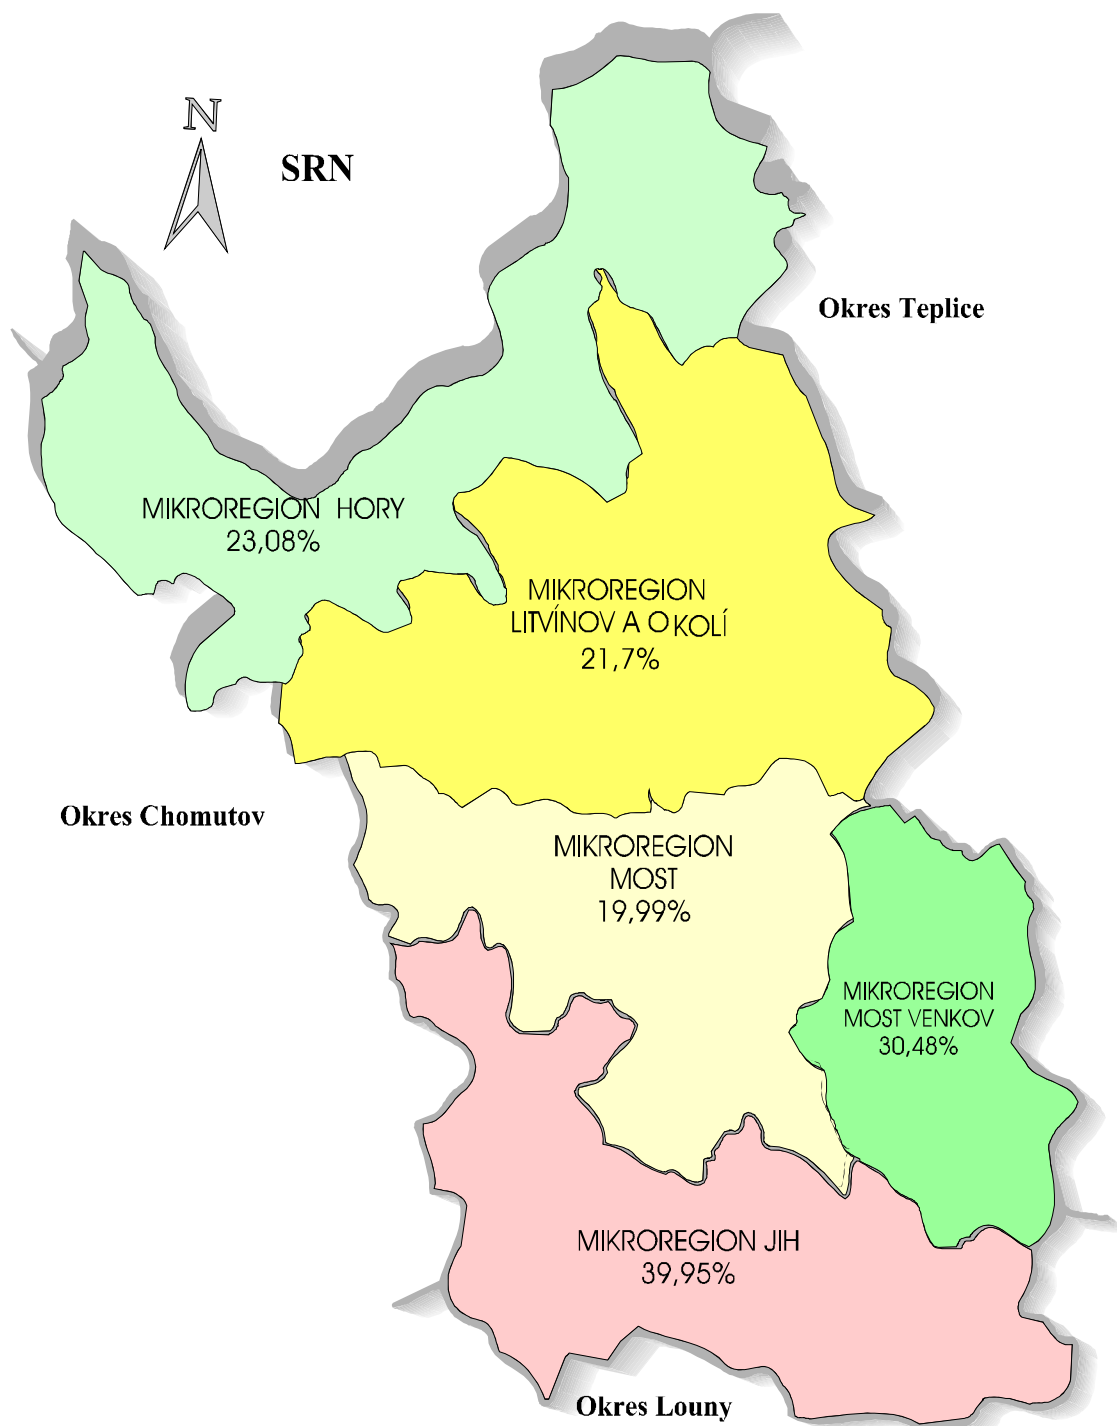 N
SRN
Okres Teplice
MIKROREGION HORY
23,08%
MIKROREGION
LITVÍNOV A OKOLÍ
21,7%
Okres Chomutov
MIKROREGION
MOST
19,99%
MIKROREGION
MOST VENKOV
30,48%
MIKROREGION JIH
39,95%
Okres Louny